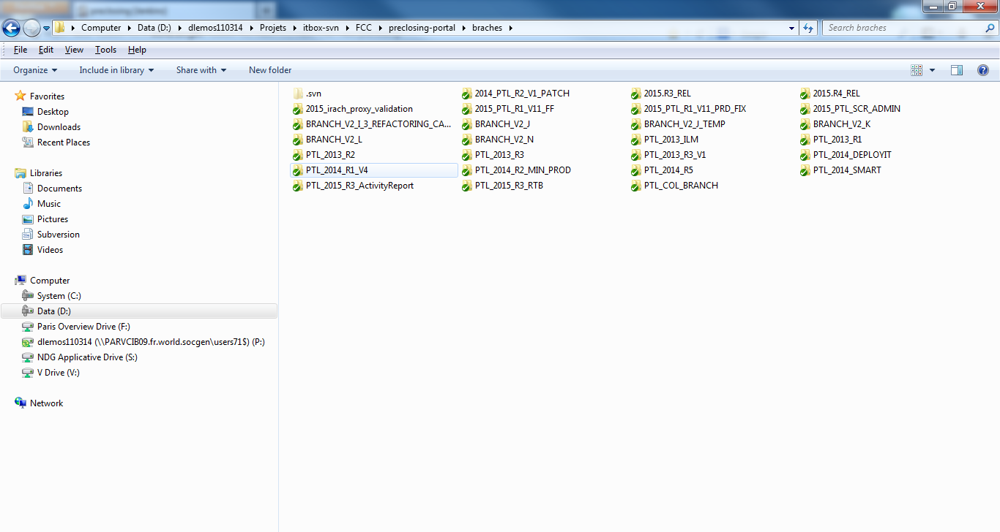 Computer ▸ Data (D:) ▸ dlemos110314 ▸ Projets ▸ itbox-svn ▸ FCC ▸ preclosing-portal ▸ braches ▸
Search braches
File Edit View Tools Help
Organize Include in library Share with New folder
Favorites
Desktop
Downloads
Recent Places
Libraries
Documents
Music
Pictures
Subversion
Videos
Computer
System (C:)
Data (D:)
Paris Overview Drive (F:)
dlemos110314 (\\PARVCIB09.fr.world.socgen\users71$) (P:)
NDG Applicative Drive (S:)
V Drive (V:)
Network
.svn 2014_PTL_R2_V1_PATCH 2015.R3_REL 2015.R4_REL
2015_irach_proxy_validation 2015_PTL_R1_V11_FF 2015_PTL_R1_V11_PRD_FIX 2015_PTL_SCR_ADMIN
BRANCH_V2_I_3_REFACTORING_CA... BRANCH_V2_J BRANCH_V2_J_TEMP BRANCH_V2_K
BRANCH_V2_L BRANCH_V2_N PTL_2013_ILM PTL_2013_R1
PTL_2013_R2 PTL_2013_R3 PTL_2013_R3_V1 PTL_2014_DEPLOYIT
PTL_2014_R1_V4 PTL_2014_R2_MIN_PROD PTL_2014_R5 PTL_2014_SMART
PTL_2015_R3_ActivityReport PTL_2015_R3_RTB PTL_COL_BRANCH